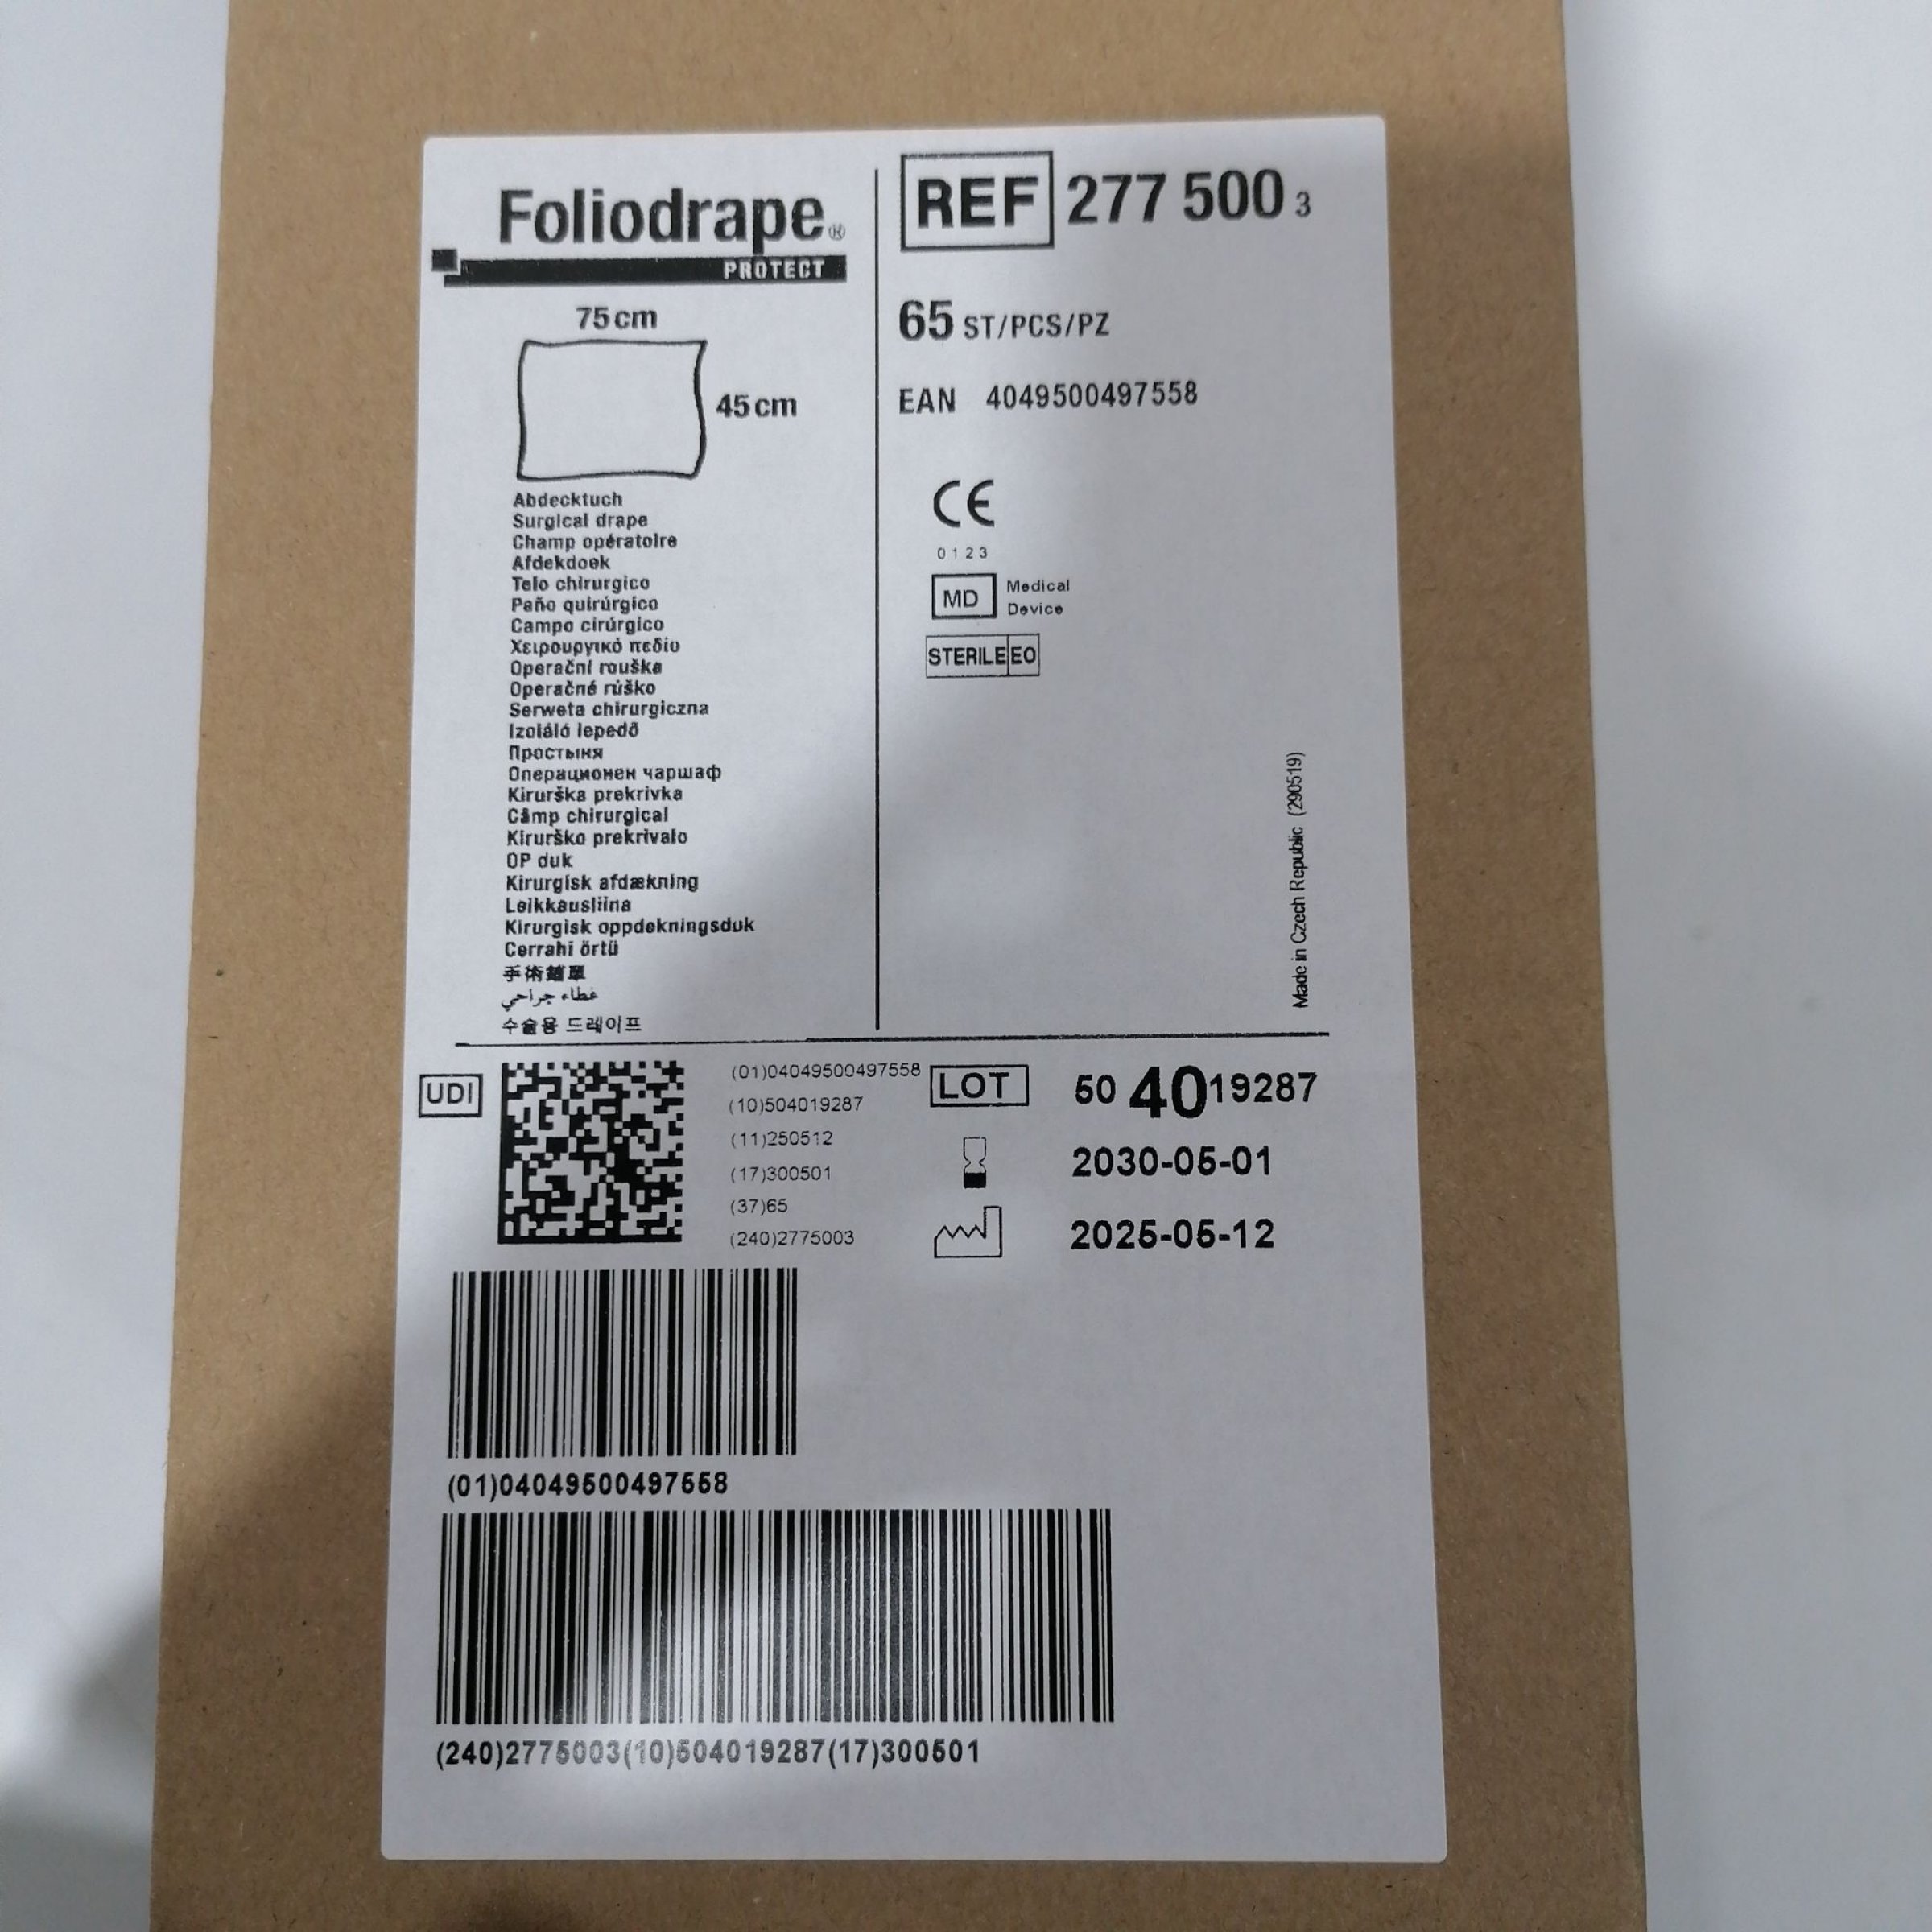 Foliodrape®
PROTECT
75 cm
45 cm
Abdecktuch
Surgical drape
Champ opératoire
Afdekdoek
Telo chirurgico
Paño quirúrgico
Campo cirúrgico
Χειρουργικό πεδίο
Operační rouška
Operačné rúško
Serweta chirurgiczna
Izoláló lepedő
Простыня
Операционен чаршаф
Kirurška prekrivka
Câmp chirurgical
Kirurško prekrivalo
OP duk
Kirurgisk afdækning
Leikkausliina
Kirurgisk oppdekningsduk
Cerrahi örtü
手術鋪單
غطاء جراحي
수술용 드레이프
REF 277 500 3
65 ST/PCS/PZ
EAN 4049500497558
CE
0123
MD Medical
Device
STERILE EO
Made in Czech Republic (290519)
UDI
(01)04049500497558
(10)504019287
(11)250512
(17)300501
(37)65
(240)2775003
LOT 50 4019287
2030-05-01
2025-05-12
(01)04049500497558
(240)2775003(10)504019287(17)300501